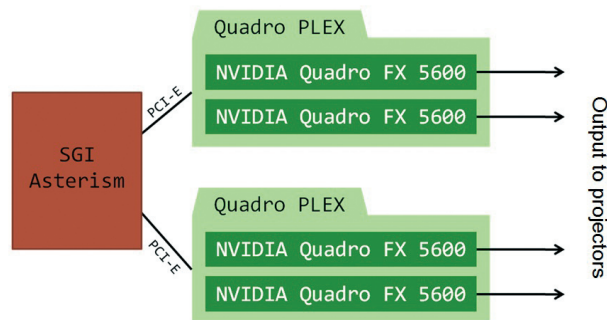 SGI
Asterism
PCI-E
PCI-E
Quadro PLEX
NVIDIA Quadro FX 5600
NVIDIA Quadro FX 5600
Quadro PLEX
NVIDIA Quadro FX 5600
NVIDIA Quadro FX 5600
Output to projectors